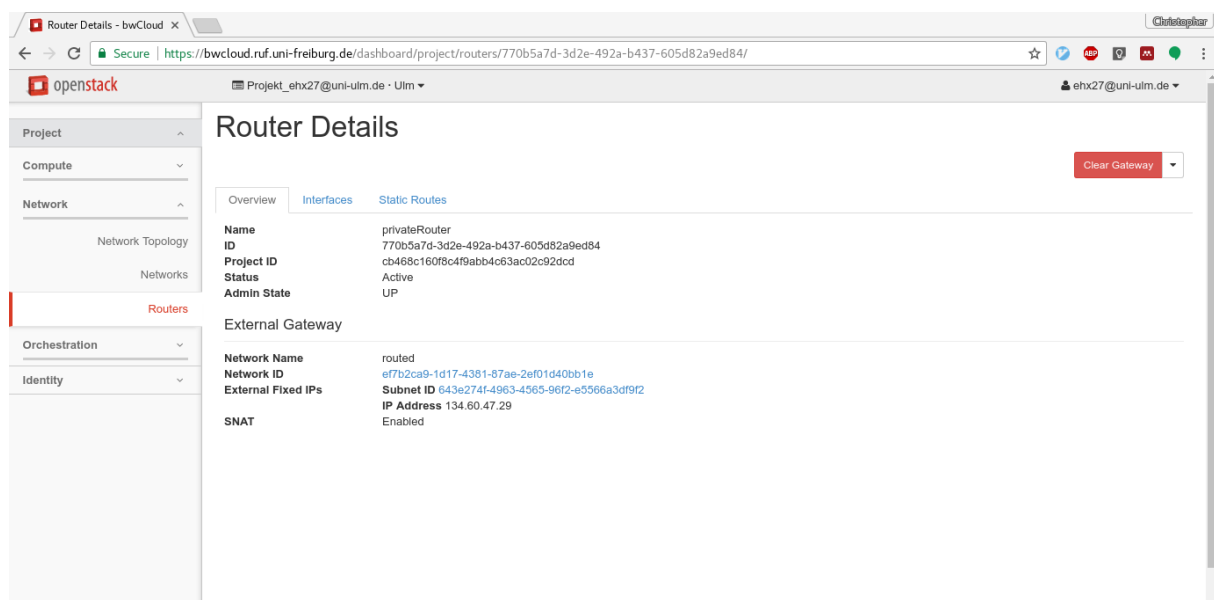 Router Details - bwCloud
Christopher
Secure | https://bwcloud.ruf.uni-freiburg.de/dashboard/project/routers/770b5a7d-3d2e-492a-b437-605d82a9ed84/
ABP
openstack
Projekt_ehx27@uni-ulm.de · Ulm
ehx27@uni-ulm.de
Project
Compute
Network
Network Topology
Networks
Routers
Orchestration
Identity
Router Details
Clear Gateway
Overview Interfaces Static Routes
Name privateRouter
ID 770b5a7d-3d2e-492a-b437-605d82a9ed84
Project ID cb468c160f8c4f9abb4c63ac02c92dcd
Status Active
Admin State UP
External Gateway
Network Name routed
Network ID ef7b2ca9-1d17-4381-87ae-2ef01d40bb1e
External Fixed IPs Subnet ID 643e274f-4963-4565-96f2-e5566a3df9f2
IP Address 134.60.47.29
SNAT Enabled